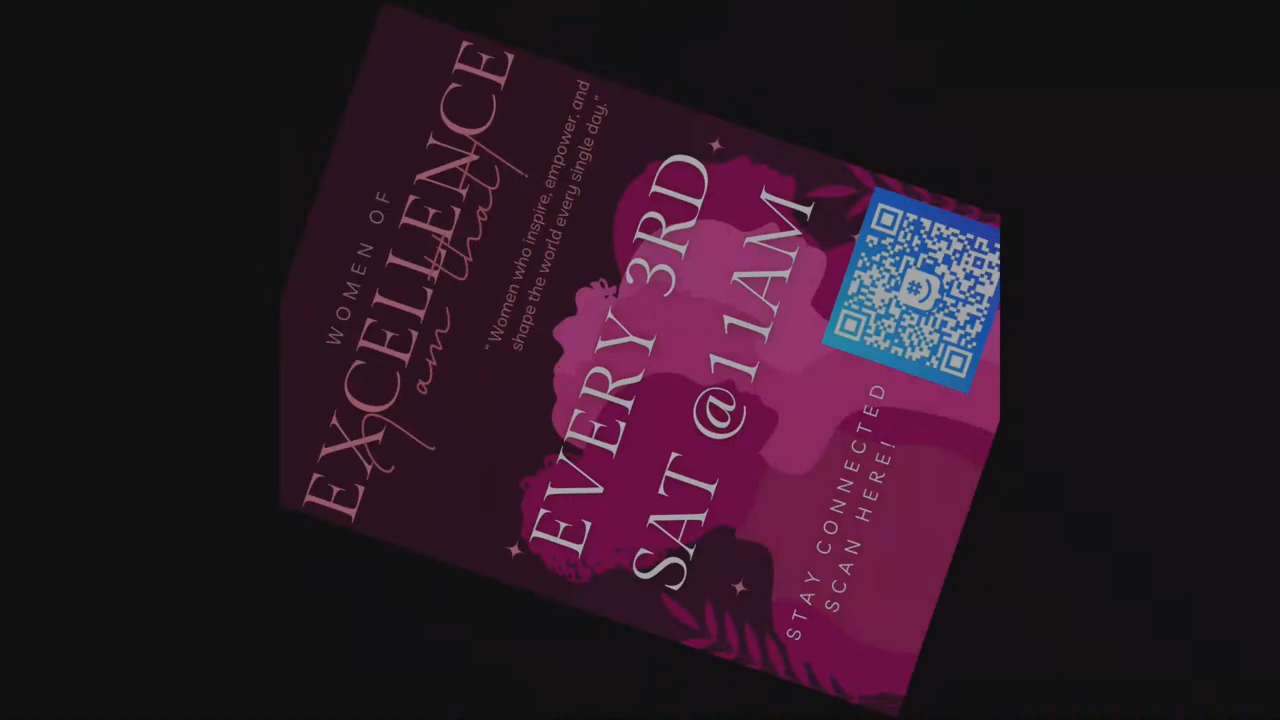 WOMEN OF
EXCELLENCE
am that
"Women who inspire, empower, and
shape the world every single day."
EVERY 3RD
SAT @11AM
STAY CONNECTED
SCAN HERE!